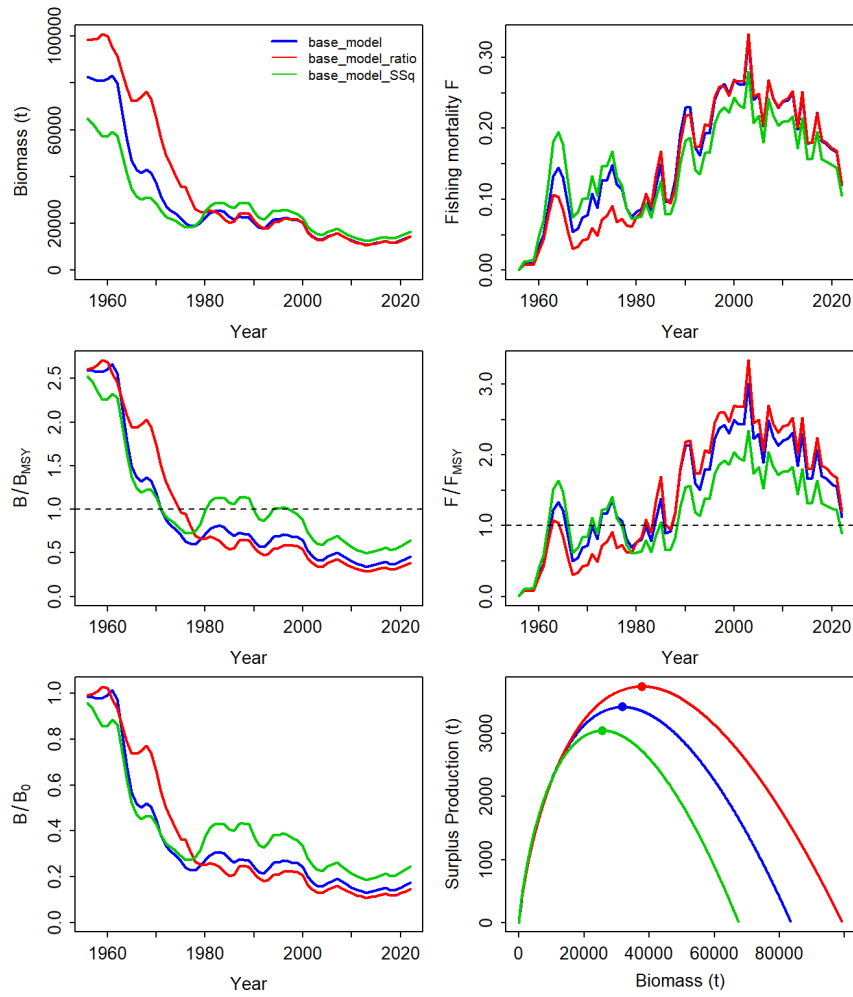 Biomass (t)
0 20000 60000 100000
base_model
base_model_ratio
base_model_SSq
1960 1980 2000 2020
Year
Fishing mortality F
0.00 0.10 0.20 0.30
1960 1980 2000 2020
Year
B/BMSY
0.0 0.5 1.0 1.5 2.0 2.5
1960 1980 2000 2020
Year
F/FMSY
0.0 1.0 2.0 3.0
1960 1980 2000 2020
Year
B/B0
0.0 0.2 0.4 0.6 0.8 1.0
1960 1980 2000 2020
Year
Surplus Production (t)
0 1000 2000 3000
0 20000 40000 60000 80000
Biomass (t)